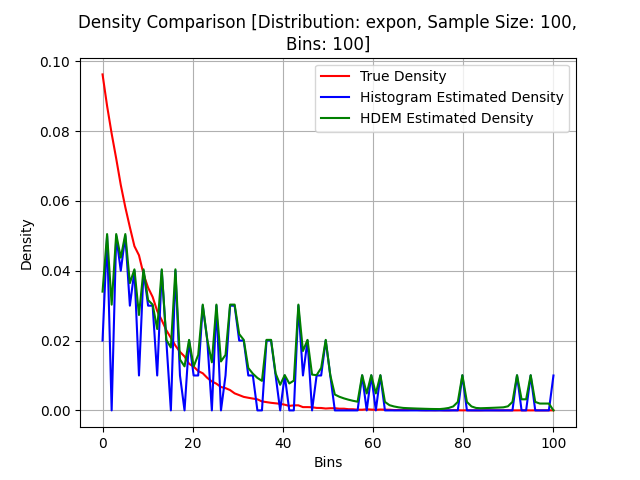 Density Comparison [Distribution: expon, Sample Size: 100,
Bins: 100]
True Density
Histogram Estimated Density
HDEM Estimated Density
0.10
0.08
0.06
0.04
0.02
0.00
Density
0
20
40
60
80
100
Bins